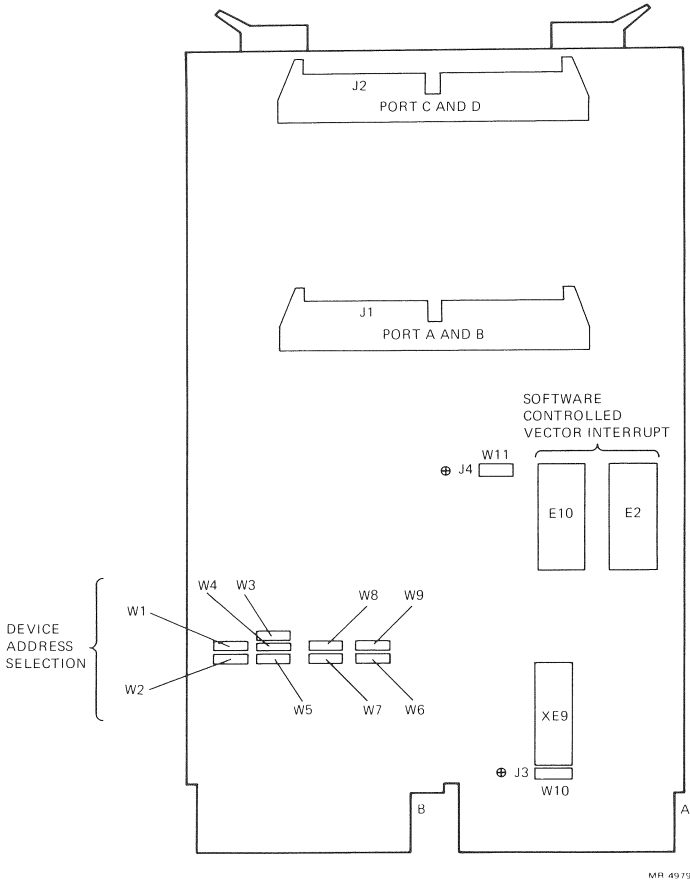 J2
PORT C AND D
J1
PORT A AND B
SOFTWARE
CONTROLLED
VECTOR INTERRUPT
W11
J4
E10
E2
W4
W3
W8
W9
W1
DEVICE
ADDRESS
SELECTION
W2
W5
W7
W6
XE9
J3
W10
B
A
MR 4979